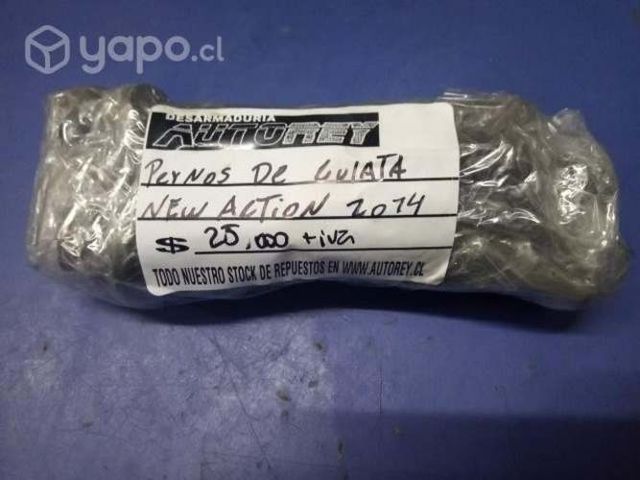 yapo.cl
DESARMADURIA
AUTOREY
PERNOS DE CULATA
NEW ACTION 2014
$ 25,000 + iva
TODO NUESTRO STOCK DE REPUESTOS EN WWW.AUTOREY.CL